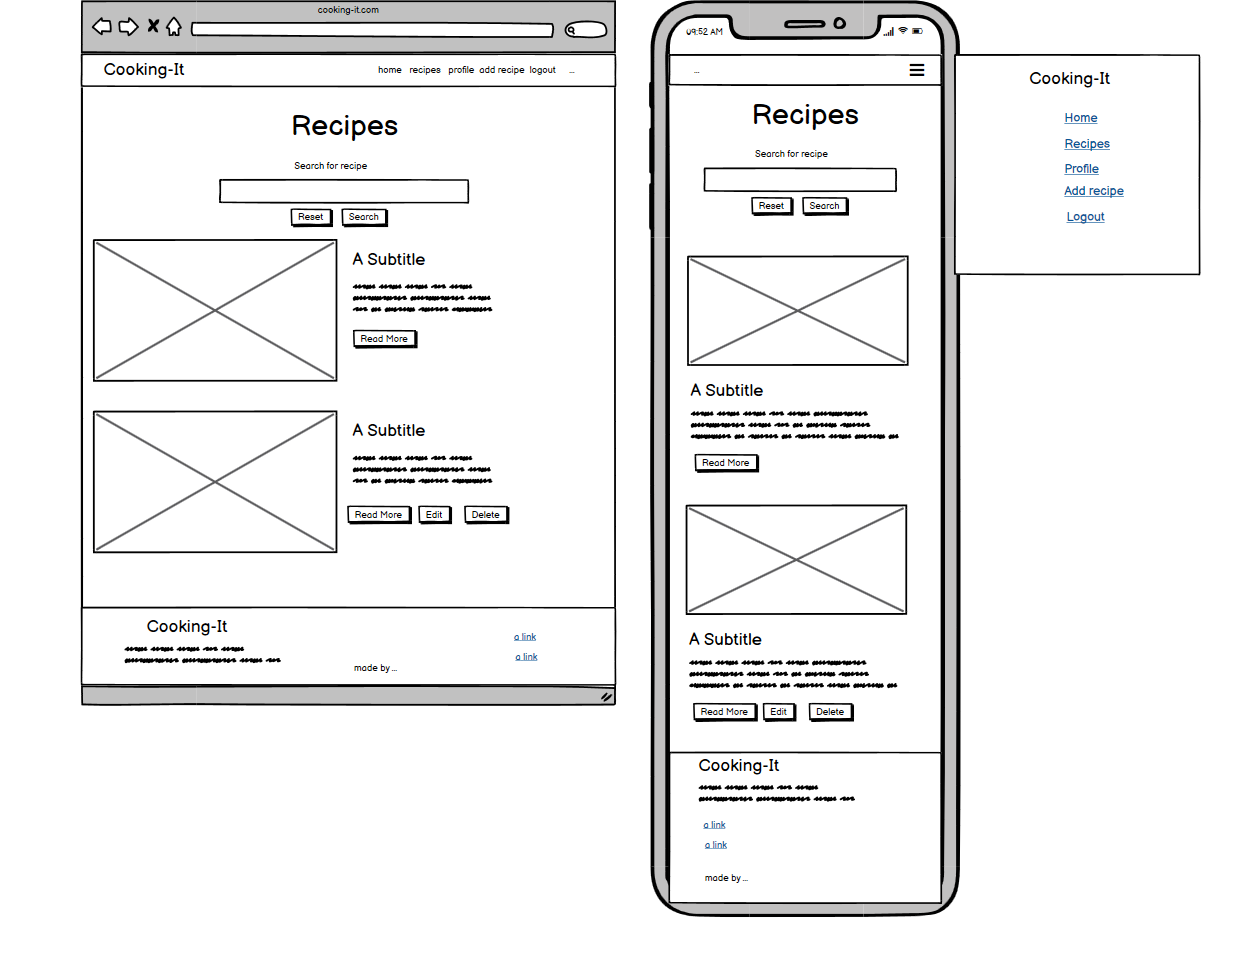 cooking-it.com
Cooking-It
home recipes profile add recipe logout ...
Recipes
Search for recipe
Reset Search
A Subtitle
Read More
A Subtitle
Read More Edit Delete
Cooking-It
a link
a link
made by ...
09:52 AM
...
Recipes
Search for recipe
Reset Search
A Subtitle
Read More
A Subtitle
Read More Edit Delete
Cooking-It
a link
a link
made by ...
Cooking-It
Home
Recipes
Profile
Add recipe
Logout